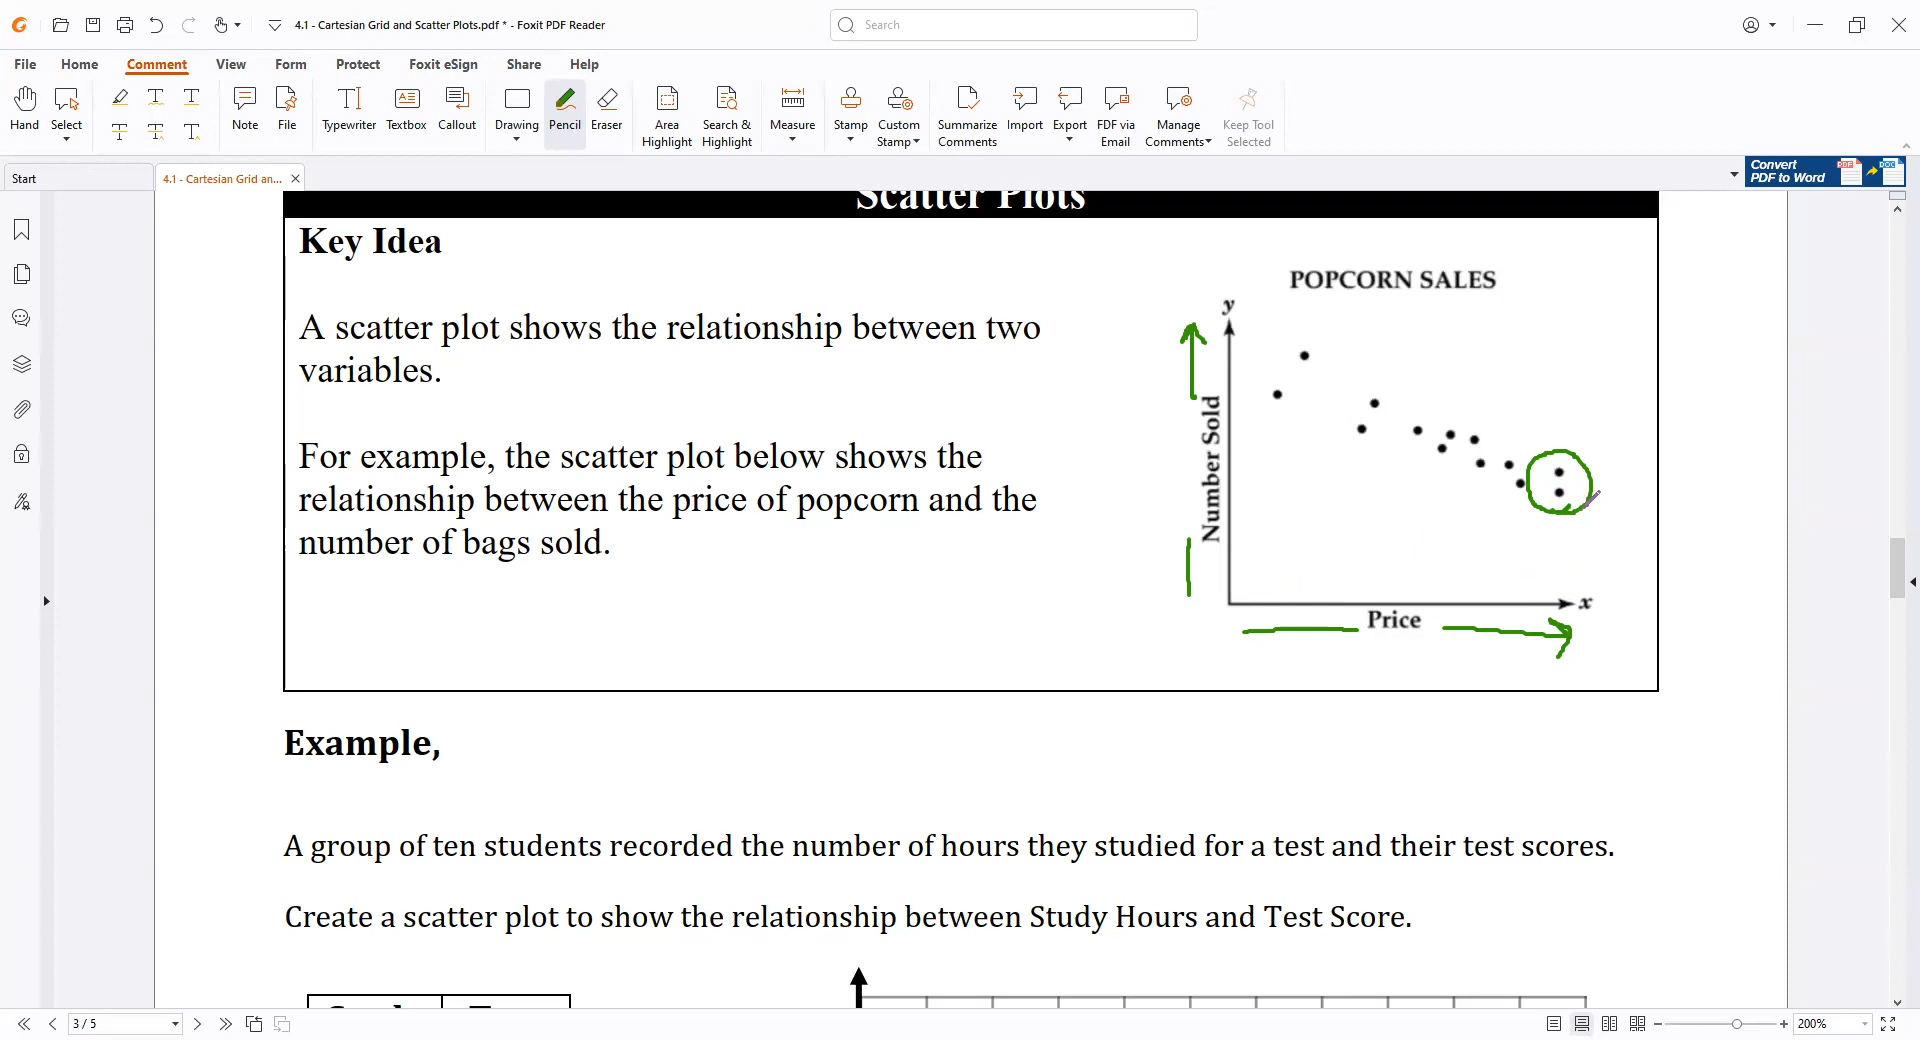 4.1 - Cartesian Grid and Scatter Plots.pdf * - Foxit PDF Reader
Search
File Home Comment View Form Protect Foxit eSign Share Help
Hand Select Note File Typewriter Textbox Callout Drawing Pencil Eraser Area Highlight Search & Highlight Measure Stamp Custom Stamp Summarize Comments Import Export FDF via Email Manage Comments Keep Tool Selected
Start
4.1 - Cartesian Grid an...
Convert
PDF to Word
PDF
DOC
Scatter Plots
Key Idea
A scatter plot shows the relationship between two
variables.
For example, the scatter plot below shows the
relationship between the price of popcorn and the
number of bags sold.
POPCORN SALES
y
Number Sold
x
Price
Example,
A group of ten students recorded the number of hours they studied for a test and their test scores.
Create a scatter plot to show the relationship between Study Hours and Test Score.
3 / 5
200%